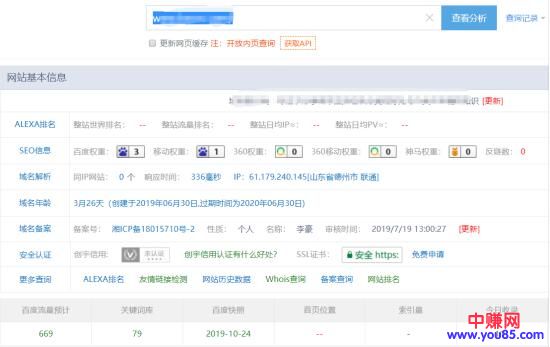 查看分析 查询记录
更新网页缓存 注：开放内页查询 获取API
网站基本信息
识 [更新]
ALEXA排名 整站世界排名： -- 整站流量排名： -- 整站日均IP≈： -- 整站日均PV≈： --
SEO信息 百度权重： 3 移动权重： 1 360权重： 0 360移动权重： 0 神马权重： 0 反链数： 0
域名解析 同IP网站： 0 个 响应时间： 336毫秒 IP：61.179.240.145[山东省德州市 联通]
域名年龄 3月26天（创建于2019年06月30日,过期时间为2020年06月30日）
域名备案 备案号： 湘ICP备18015710号-2 性质： 个人 名称： 李豪 审核时间： 2019/7/19 13:00:27 [更新]
安全认证 创宇信用： 未认证 创宇信用认证有什么好处? SSL证书： 安全 https: 免费申请
更多查询 ALEXA排名 友情链接检测 网站历史数据 Whois查询 备案查询 网站排名
百度流量预计 关键词库 百度快照 首页位置 索引量 今日收录
669 79 2019-10-24 -- --
中赚网
www.you85.com